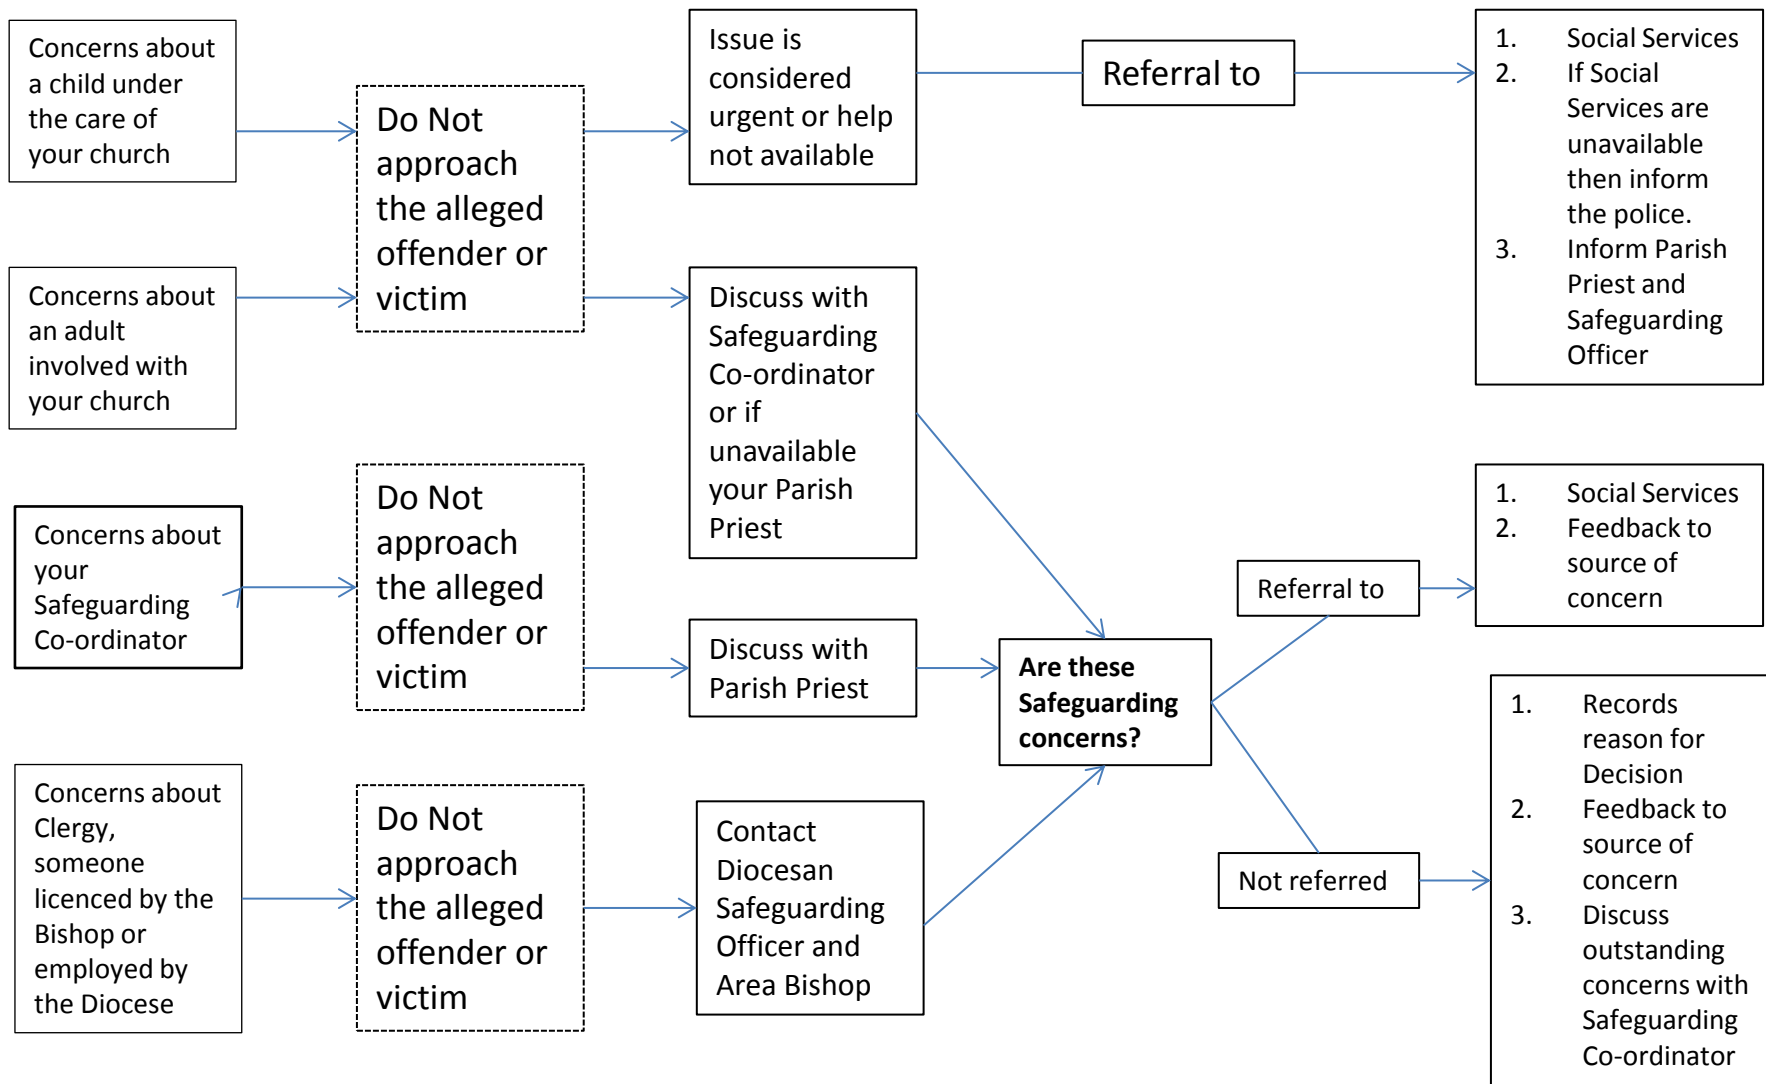 Concerns about
a child under
the care of
your church
Concerns about
an adult
involved with
your church
Concerns about
your
Safeguarding
Co-ordinator
Concerns about
Clergy,
someone
licenced by the
Bishop or
employed by
the Diocese
Do Not
approach
the alleged
offender or
victim
Do Not
approach
the alleged
offender or
victim
Do Not
approach
the alleged
offender or
victim
Issue is
considered
urgent or help
not available
Discuss with
Safeguarding
Co-ordinator
or if
unavailable
your Parish
Priest
Discuss with
Parish Priest
Contact
Diocesan
Safeguarding
Officer and
Area Bishop
Referral to
Are these
Safeguarding
concerns?
Referral to
Not referred
1. Social Services
2. If Social
Services are
unavailable
then inform
the police.
3. Inform Parish
Priest and
Safeguarding
Officer
1. Social Services
2. Feedback to
source of
concern
1. Records
reason for
Decision
2. Feedback to
source of
concern
3. Discuss
outstanding
concerns with
Safeguarding
Co-ordinator